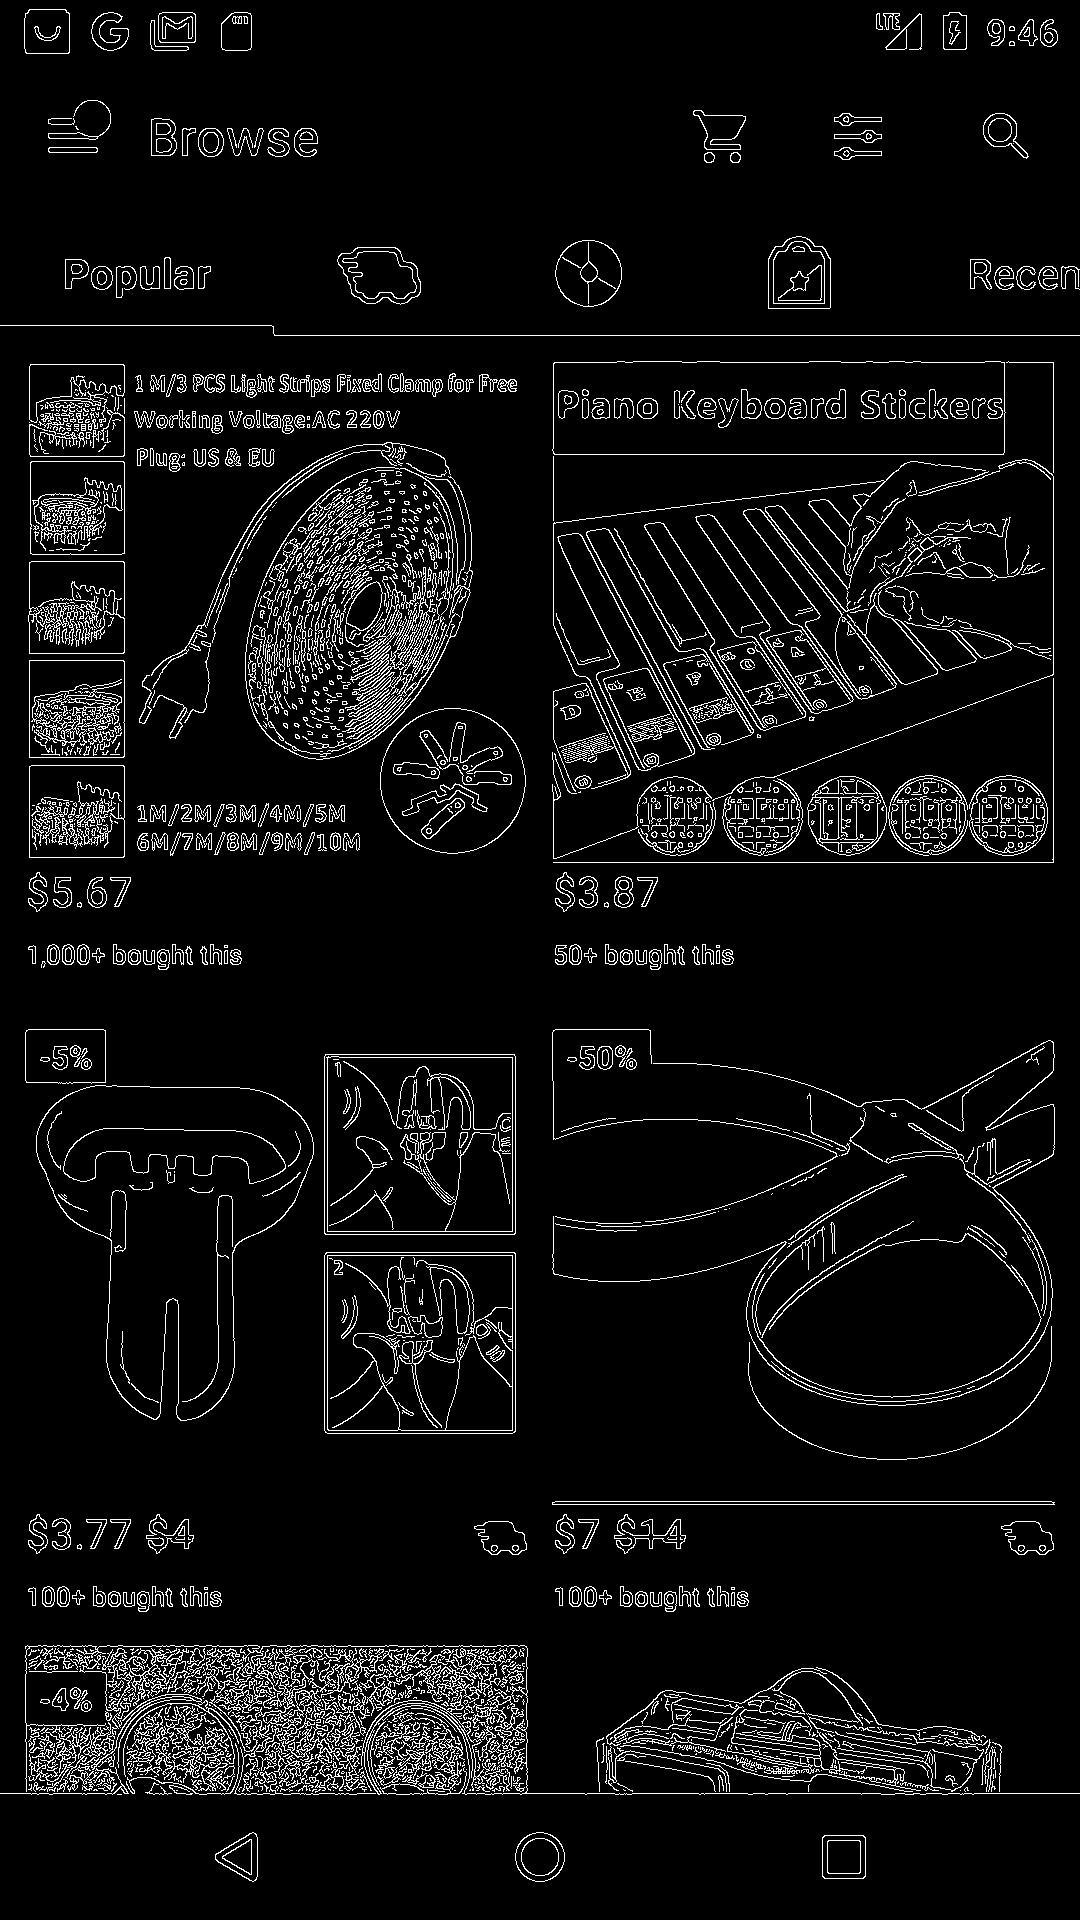 LTE 9:46
Browse
Popular
Recen
1 M/3 PCS Light Strips Fixed Clamp for Free
Working Voltage:AC 220V
Plug: US & EU
1M/2M/3M/4M/5M
6M/7M/8M/9M/10M
Piano Keyboard Stickers
$5.67
1,000+ bought this
$3.87
50+ bought this
-5%
1
2
-50%
$3.77 $4
100+ bought this
$7 $14
100+ bought this
-4%